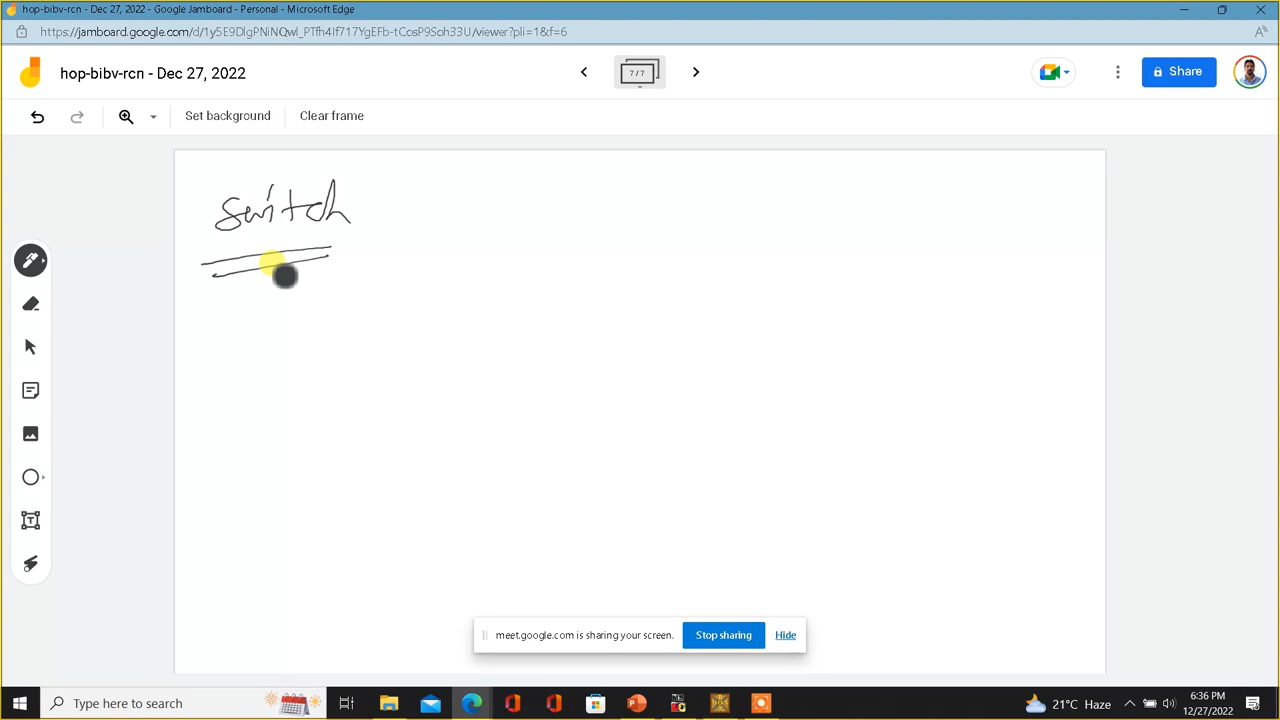 hop-bibv-rcn - Dec 27, 2022 - Google Jamboard - Personal - Microsoft Edge
https://jamboard.google.com/d/1y5E9DlgPNiNQwl_PTfh4If717YgEFb-tCosP9Soh33U/viewer?pli=1&f=6
hop-bibv-rcn - Dec 27, 2022
7 / 7
Share
Set background
Clear frame
switch
meet.google.com is sharing your screen.
Stop sharing
Hide
Type here to search
21°C Haze
6:36 PM
12/27/2022